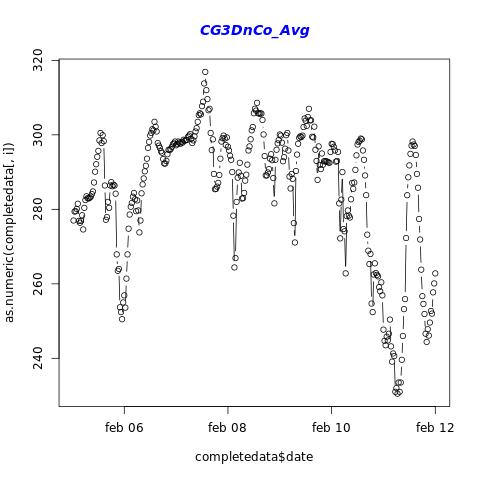 CG3DnCo_Avg
as.numeric(completedata[, i])
320
300
280
260
240
feb 06
feb 08
feb 10
feb 12
completedata$date